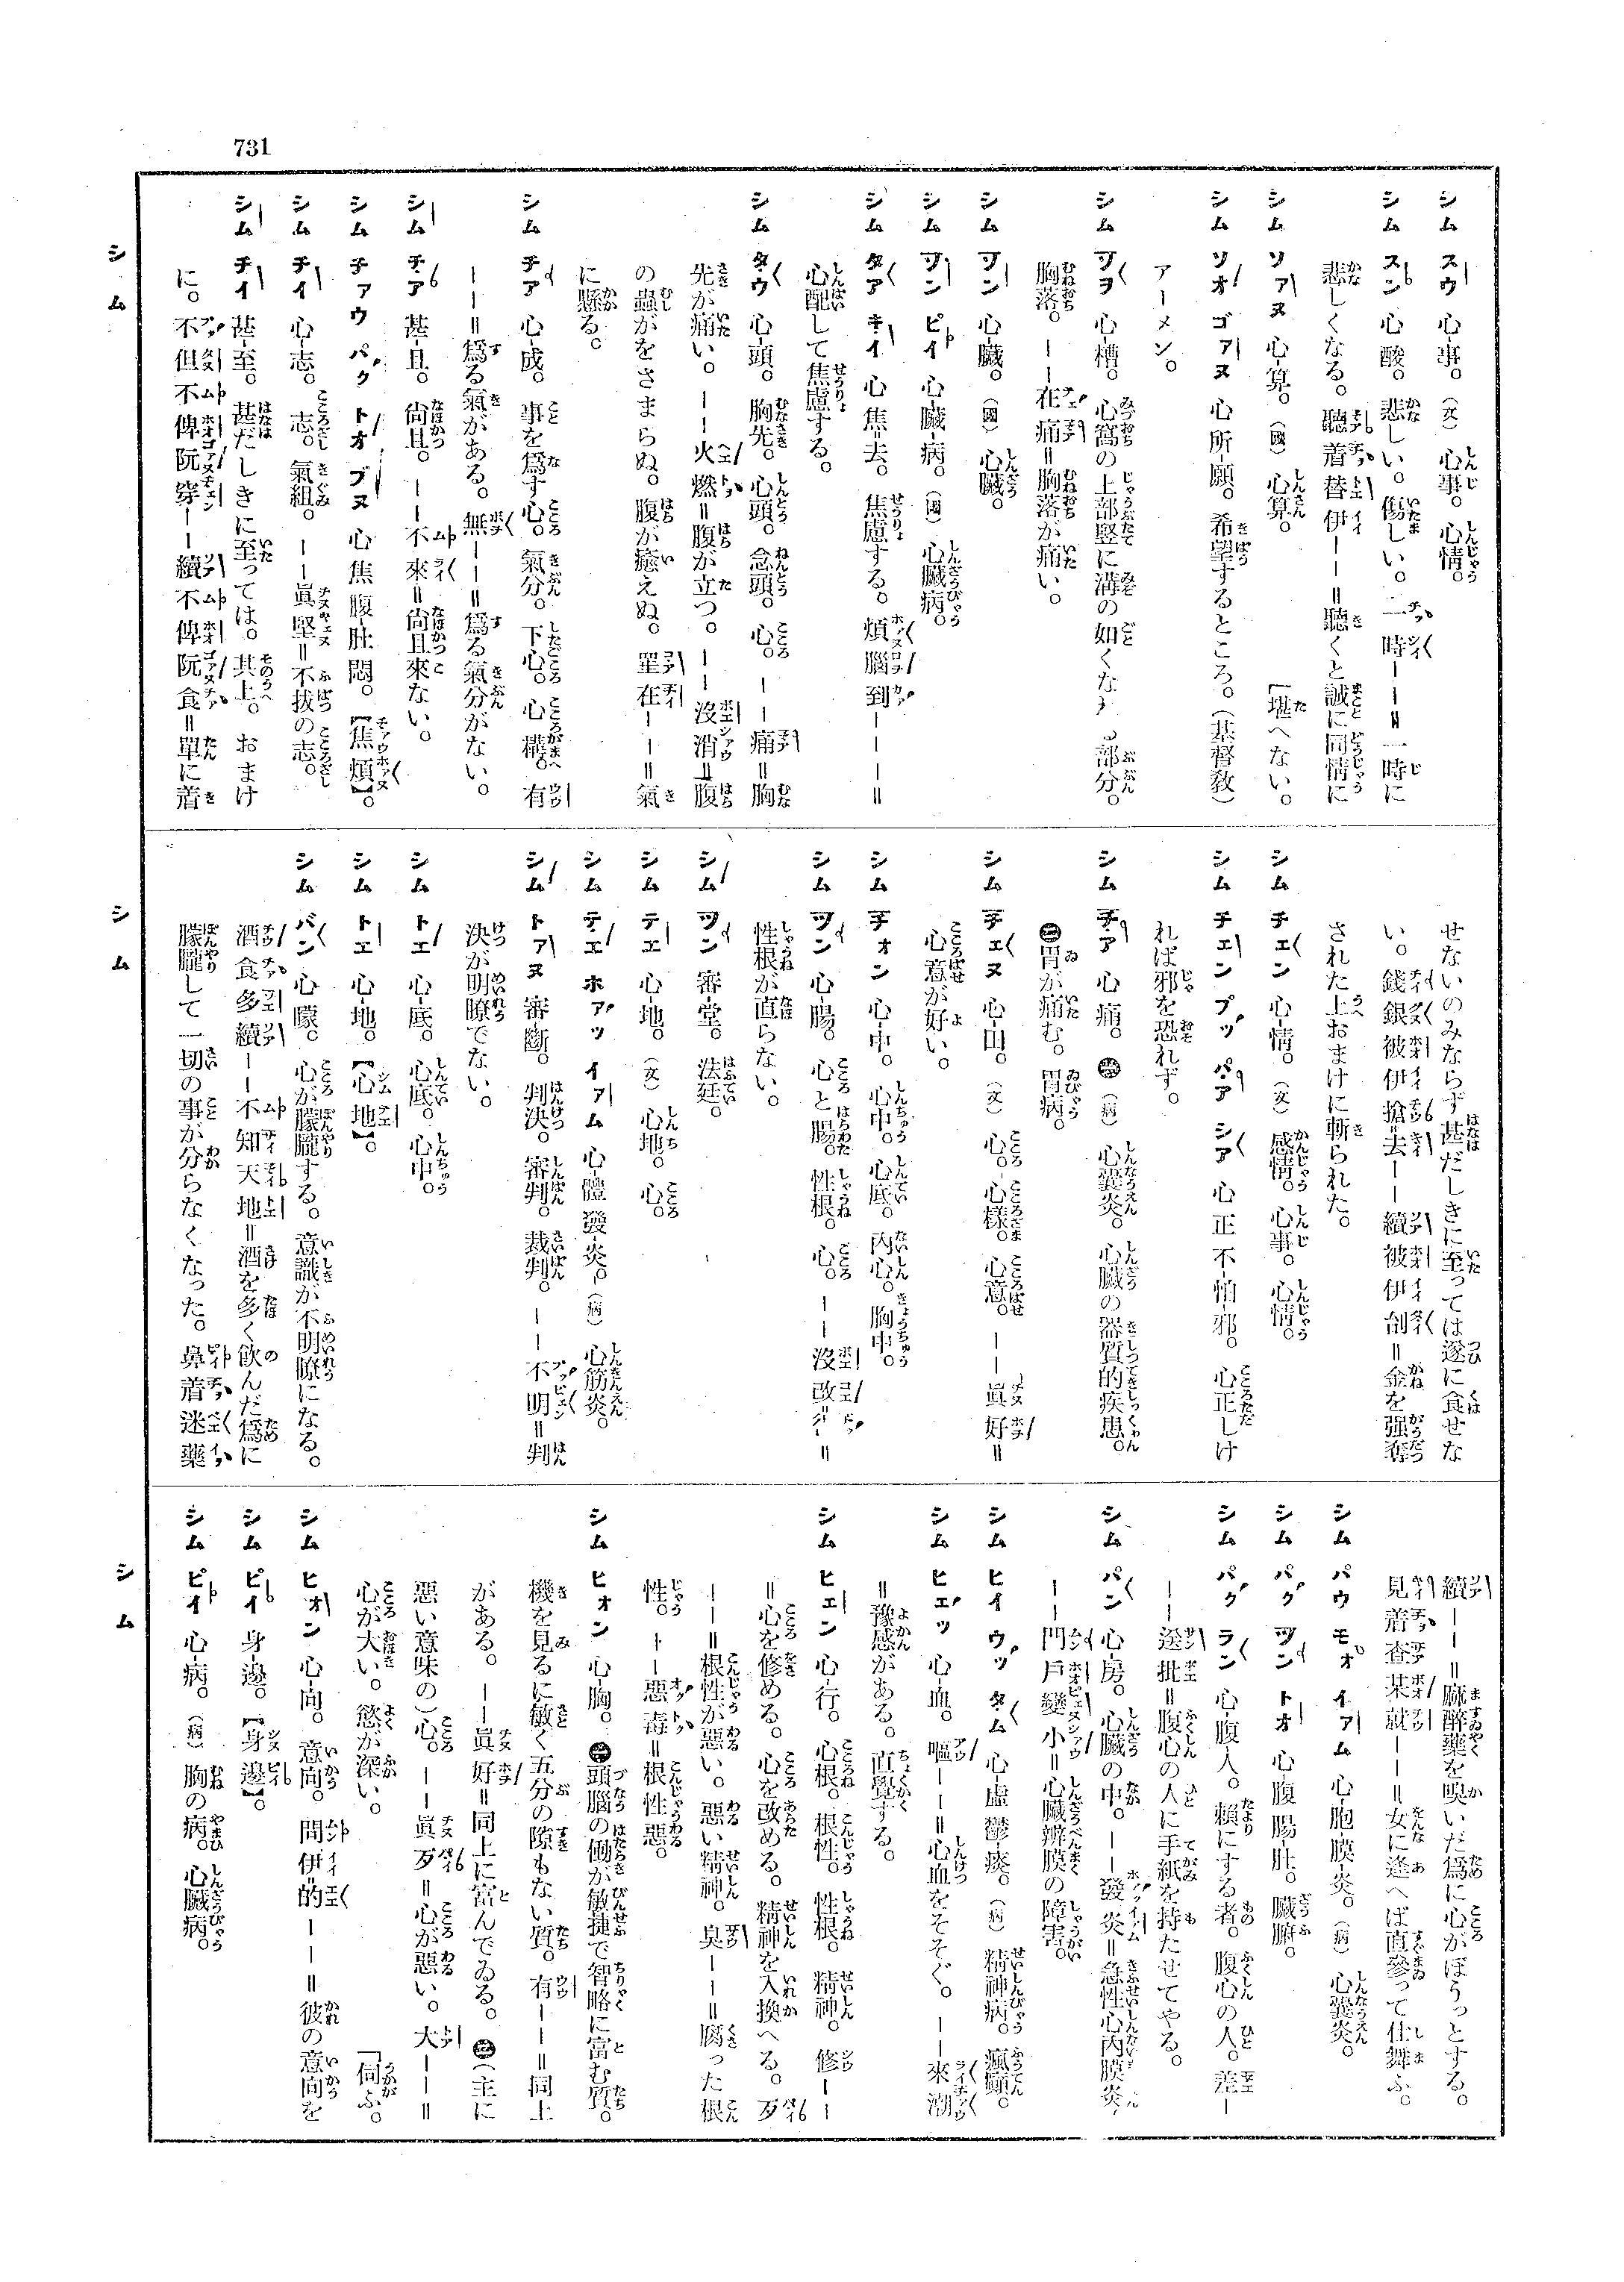 731
シム スウ 心-事。(文) 心事。心情。
シム スン 心酸。悲しい。傷しい。一時ーー=一時に
悲しくなる。聽着替伊ーー=聽くと誠に同情に
シム ソアヌ 心-算。(國) 心算。 [堪へない。
シム ソオ ゴアヌ 心所-願。希望するところ。(基督敎)
アーメン。
シム ヅヲ 心-槽。心窩の上部竪に溝の如くなる部分。
胸落。ーー在痛=胸落が痛い。
シム ヅン 心-臟。(國) 心臟。
シム ヅン ピイ 心-臟-病。(國) 心臟病。
シム タア キイ 心焦=去。焦慮する。煩腦到ーーー=
心配して焦慮する。
シム タウ 心-頭。胸先。心頭。念頭。心。ーー痛=胸
先が痛い。ーー火燃=腹が立つ。ーー沒消=腹
の蟲がをさまらぬ。腹が癒えぬ。罣在ーー=氣
に懸る。
シム チア 心-成。事を爲す心。氣分。下心。心構。有
ーー=爲る氣がある。無ーー=爲る氣分がない。
シム チア 甚-且。尙且。ーー不來=尙且來ない。
シム チァウ パク トオ ブヌ 心焦腹-肚悶。【焦煩】。
シム チイ 心-志。志。氣組。ーー眞堅=不拔の志。
シム チイ 甚-至。甚だしきに至っては。其上。おまけ
に。不但不俾阮穿ーー續不俾阮食=單に着
シム
せないのみならず甚だしきに至っては遂に食せな
い。錢銀被伊搶=去ーー續被伊刣=金を强奪
された上おまけに斬られた。
シム チェン 心-情。(文) 感情。心事。心情。
シム チェン プッ パア シア 心正不-怕-邪。心正しけ
れば邪を恐れず。
シム チア 心痛。㊀(病) 心囊炎。心臟の器質的疾患。
㊁胃が痛む。胃病。
シム チェヌ 心-田。(文) 心。心樣。心意。ーー眞好=
心意が好い。
シム チォン 心-中。心中。心底。內心。胸中。
シム ヅン 心-腸。心と腸。性根。心。ーー沒改=
性根が直らない。
シム ツン 審-堂。法廷。
シム テエ 心-地。(文) 心地。心。
シム テエ ホアッ イアム 心-體發-炎。(病) 心筋炎。
シム トアヌ 審-斷。判決。審判。裁判。ーー不明=判
決が明瞭でない。
シム トエ 心-底。心底。心中。
シム トエ 心-地。【心地】。
シム バン 心-矇。心が朦朧する。意識が不明瞭になる。
酒食多續ーー不知天地=酒を多く飮んだ爲に
朦朧して一切の事が分らなくなった。鼻着迷藥
シム
續ーー=麻醉藥を嗅いだ爲に心がぼうっとする。
見着查某就ーー=女に逢へば直參って仕舞ふ。
シム パウ モオ イアム 心-胞膜-炎。(病) 心囊炎。
シム パク ヅン トオ 心腹腸-肚。臟腑。
シム パク ラン 心-腹人。賴にする者。腹心の人。差ー
ー送批=腹心の人に手紙を持たせてやる。
シム パン 心-房。心臟の中。ーー發炎=急性心內膜炎。
ーー門戶變小=心臟瓣膜の障害。
シム ヒイ ウッ タム 心-虛鬱-痰。(病) 精神病。瘋癲。
シム ヒェッ 心-血。嘔ーー=心血をそそぐ。ーー來潮
=豫感がある。直覺する。
シム ヒェン 心-行。心根。根性。性根。精神。修ーー
=心を修める。心を改める。精神を入換へる。歹
ーー=根性が惡い。惡い精神。臭ーー=腐った根
性。ーー惡毒=根性惡。
シム ヒォン 心-胸。㊀頭腦の働が敏捷で智略に富む質。
機を見るに敏く五分の隙もない質。有ーー=同上
がある。ーー眞好=同上に富んでゐる。㊁(主に
惡い意味の)心。ーー眞歹=心が惡い。大ーー=
心が大い。慾が深い。 [伺ふ。
シム ヒォン 心-向。意向。問伊=的ーー=彼の意向を
シム ピイ 身-邊。【身邊】。
シム ピイ 心-病。(病) 胸の病。心臟病。
シム